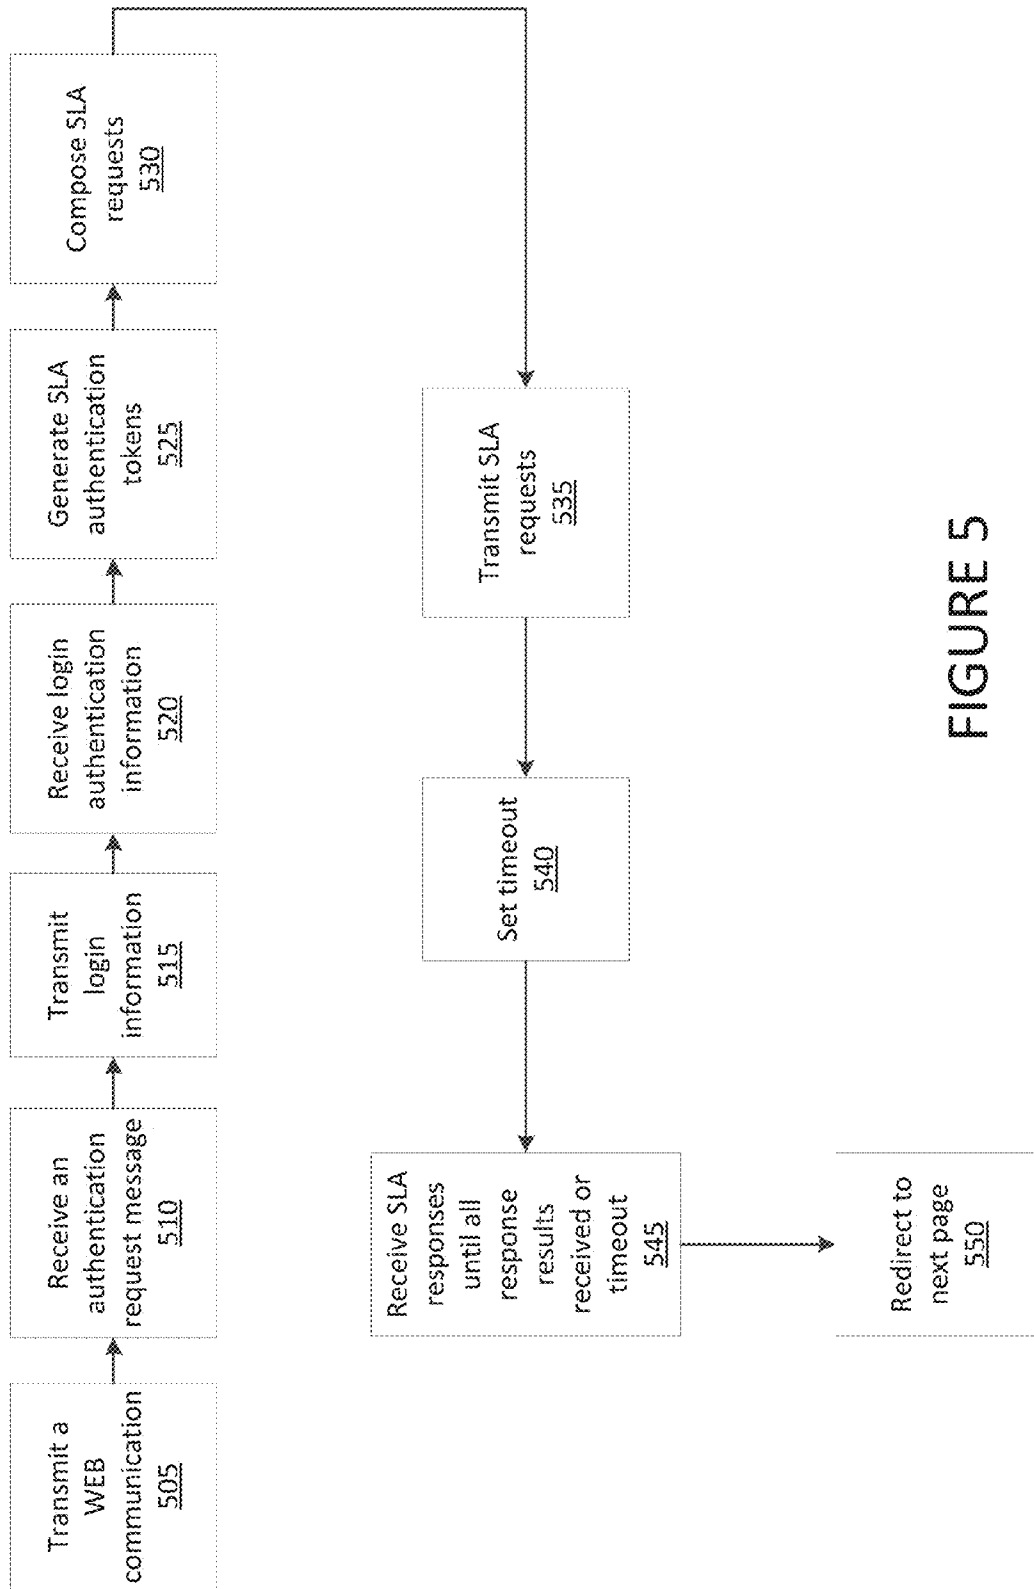 Transmit a
WEB
communication
505
Receive an
authentication
request message
510
Transmit
login
information
515
Receive login
authentication
information
520
Generate SLA
authentication
tokens
525
Compose SLA
requests
530
Transmit SLA
requests
535
Set timeout
540
Receive SLA
responses
until all
response
results
received or
timeout
545
Redirect to
next page
550
FIGURE 5